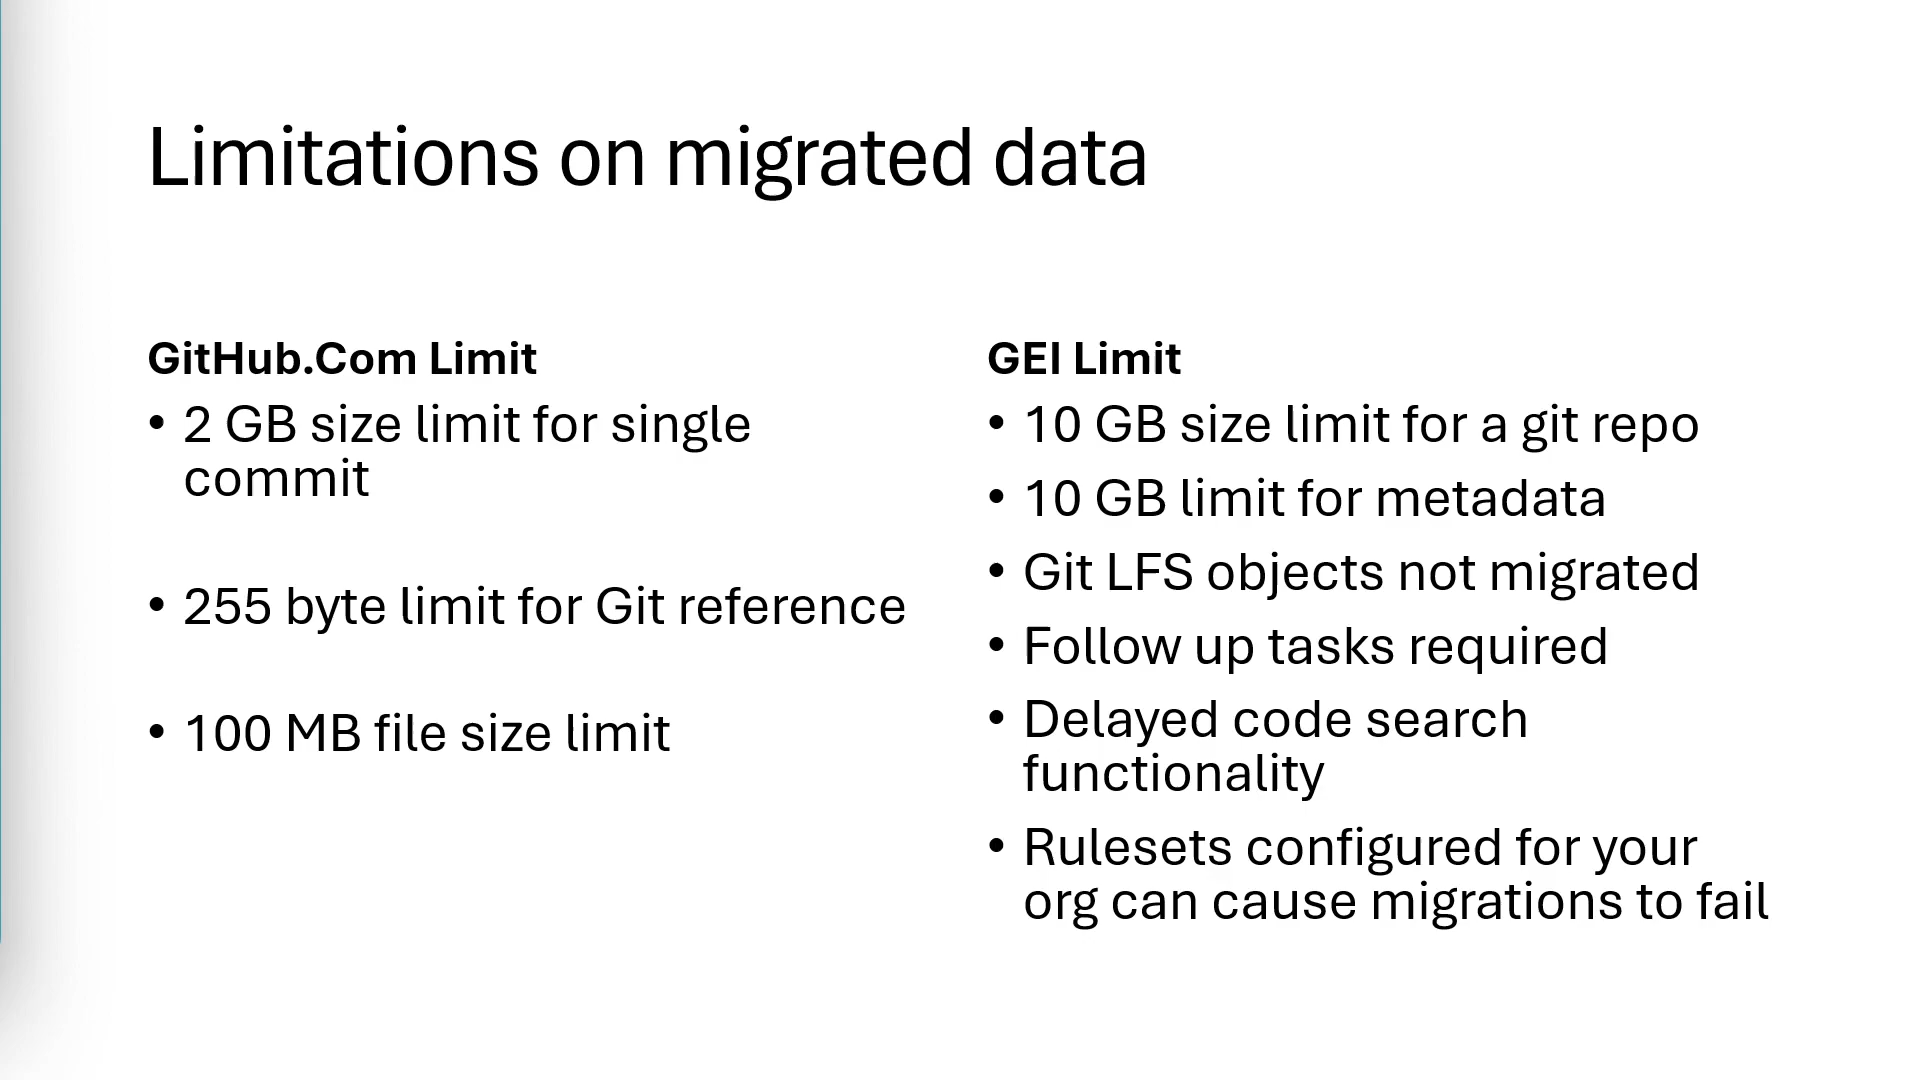 Limitations on migrated data
GitHub.Com Limit
• 2 GB size limit for single
commit
• 255 byte limit for Git reference
• 100 MB file size limit
GEI Limit
• 10 GB size limit for a git repo
• 10 GB limit for metadata
• Git LFS objects not migrated
• Follow up tasks required
• Delayed code search
functionality
• Rulesets configured for your
org can cause migrations to fail